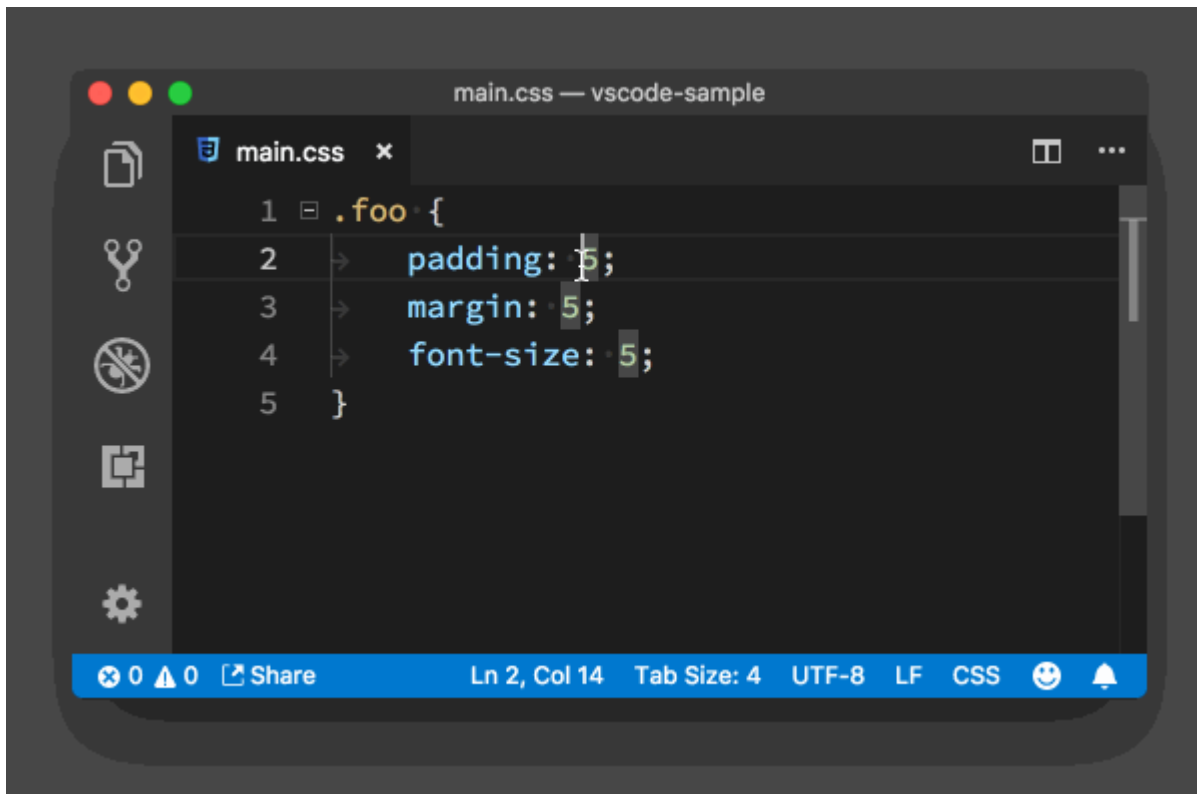 main.css — vscode-sample
main.css ×
1 .foo {
2 padding: 5;
3 margin: 5;
4 font-size: 5;
5 }
0 0 Share Ln 2, Col 14 Tab Size: 4 UTF-8 LF CSS